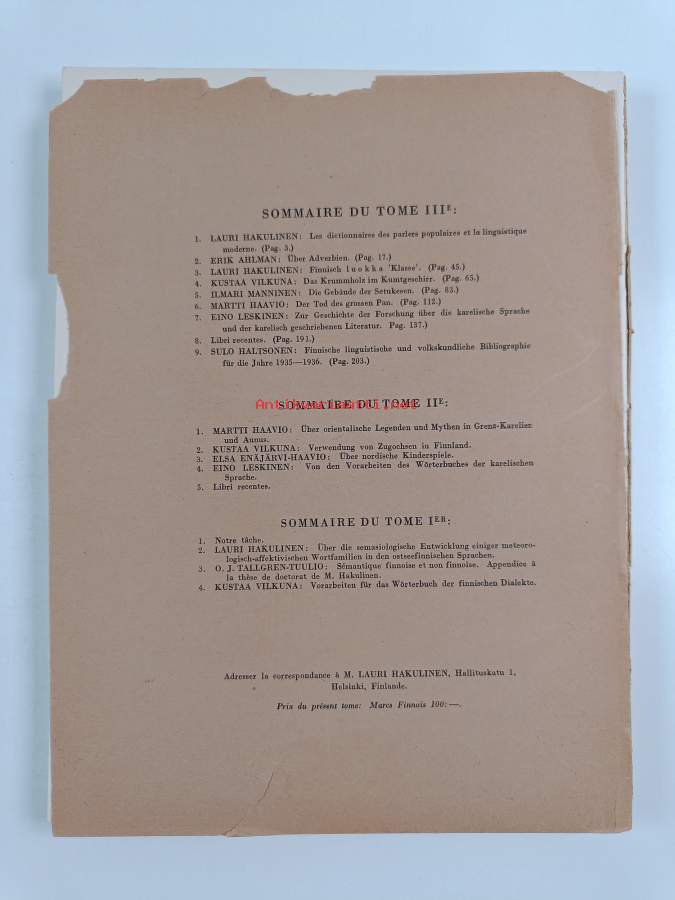 SOMMAIRE DU TOME IIIE:
1. LAURI HAKULINEN: Les dictionnaires des parlers populaires et la linguistique
moderne. (Pag. 3.)
2. ERIK AHLMAN: Über Adverbien. (Pag. 17.)
3. LAURI HAKULINEN: Finnisch luokka 'Klasse'. (Pag. 45.)
4. KUSTAA VILKUNA: Das Krummholz im Kumtgeschirr. (Pag. 65.)
5. ILMARI MANNINEN: Die Gebäude der Setukesen. (Pag. 83.)
6. MARTTI HAAVIO: Der Tod des grossen Pan. (Pag. 112.)
7. EINO LESKINEN: Zur Geschichte der Forschung über die karelische Sprache
und der karelisch geschriebenen Literatur. Pag. 137.)
8. Libri recentes. (Pag. 191.)
9. SULO HALTSONEN: Finnische linguistische und volkskundliche Bibliographie
für die Jahre 1935—1936. (Pag. 203.)
SOMMAIRE DU TOME IIE:
Antikvariaatti.net
1. MARTTI HAAVIO: Über orientalische Legenden und Mythen in Grenz-Karelien
und Aunus.
2. KUSTAA VILKUNA: Verwendung von Zugochsen in Finnland.
3. ELSA ENÄJÄRVI-HAAVIO: Über nordische Kinderspiele.
4. EINO LESKINEN: Von den Vorarbeiten des Wörterbuches der karelischen
Sprache.
5. Libri recentes.
SOMMAIRE DU TOME IER:
1. Notre tâche.
2. LAURI HAKULINEN: Über die semasiologische Entwicklung einiger meteoro-
logisch-affektivischen Wortfamilien in den ostseefinnischen Sprachen.
3. O. J. TALLGREN-TUULIO: Sémantique finnoise et non finnoise. Appendice à
la thèse de doctorat de M. Hakulinen.
4. KUSTAA VILKUNA: Vorarbeiten für das Wörterbuch der finnischen Dialekte.
Adresser la correspondance à M. LAURI HAKULINEN, Hallituskatu 1,
Helsinki, Finlande.
Prix du présent tome: Marcs Finnois 100:—.